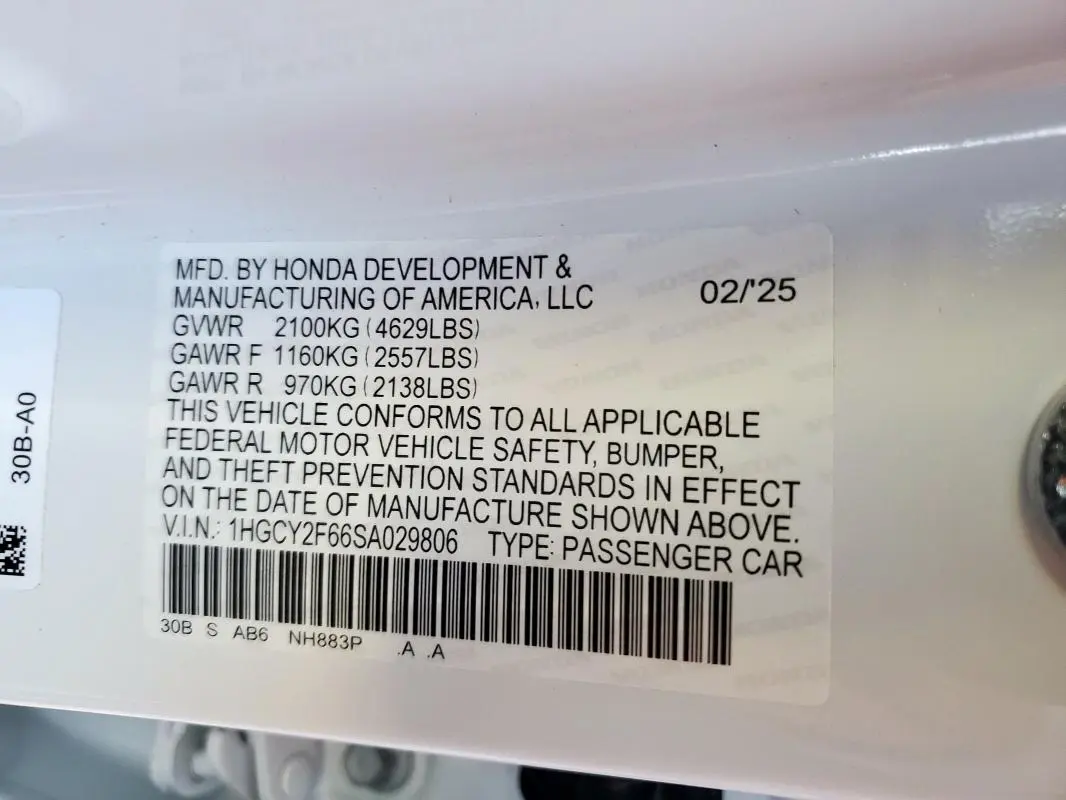 MFD. BY HONDA DEVELOPMENT &
MANUFACTURING OF AMERICA, LLC 02/'25
GVWR 2100KG (4629LBS)
GAWR F 1160KG (2557LBS)
GAWR R 970KG (2138LBS)
THIS VEHICLE CONFORMS TO ALL APPLICABLE
FEDERAL MOTOR VEHICLE SAFETY, BUMPER,
AND THEFT PREVENTION STANDARDS IN EFFECT
ON THE DATE OF MANUFACTURE SHOWN ABOVE.
V.I.N.: 1HGCY2F66SA029806 TYPE: PASSENGER CAR
30B S AB6 NH883P .A .A
30B-A0